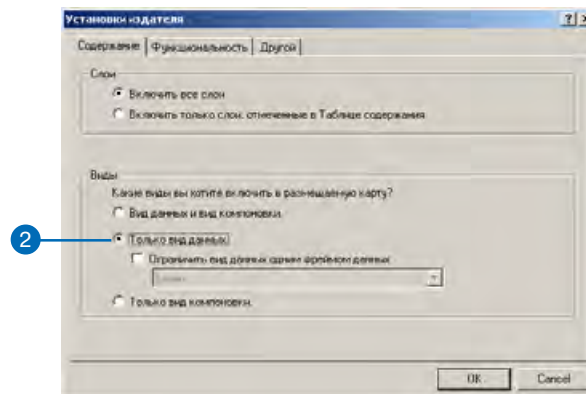 Установки издателя
Содержание Функциональность Другой
Слои
Включить все слои
Включить только слои, отмеченные в Таблице содержания
Виды
Какие виды вы хотите включить в размещаемую карту?
Вид данных и вид компоновки.
2 Только вид данных.
Ограничить вид данных одним фреймом данных
Только вид компоновки.
OK Cancel